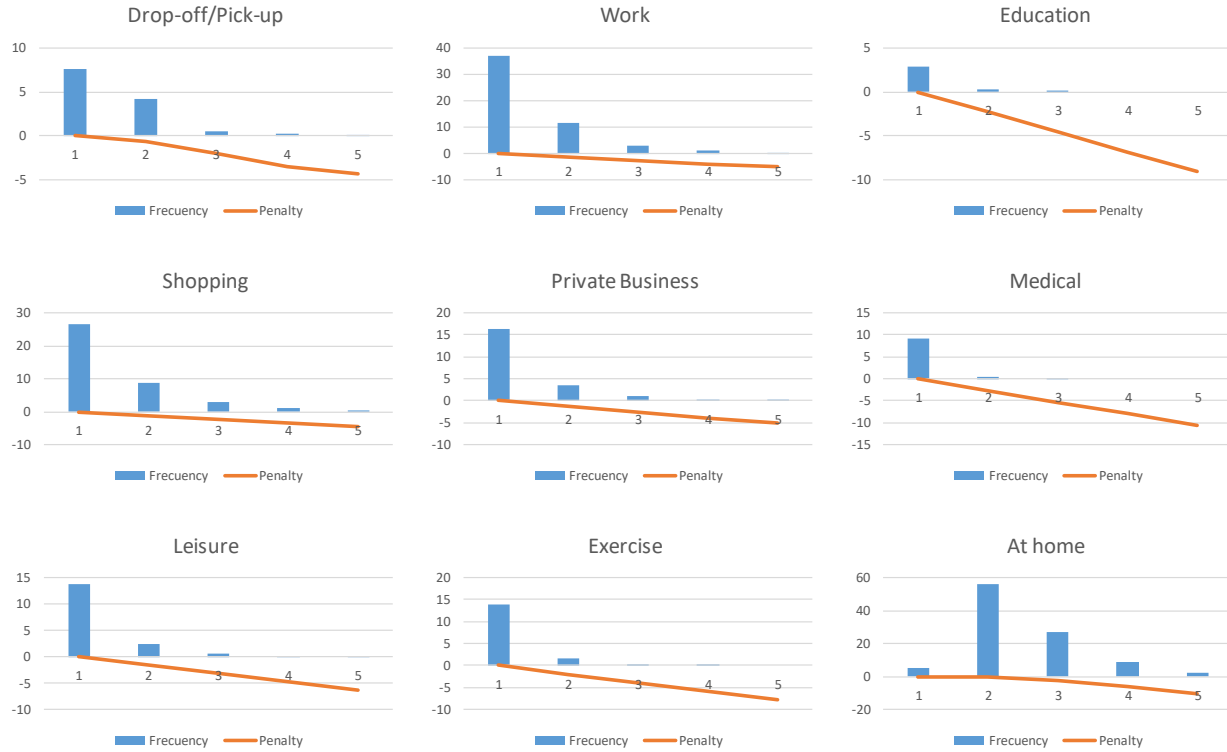 Drop-off/Pick-up
10
5
0
-5
1 2 3 4 5
Frecuency Penalty
Work
40
30
20
10
0
-10
1 2 3 4 5
Frecuency Penalty
Education
5
0
-5
-10
1 2 3 4 5
Frecuency Penalty
Shopping
30
20
10
0
-10
1 2 3 4 5
Frecuency Penalty
Private Business
20
15
10
5
0
-5
-10
1 2 3 4 5
Frecuency Penalty
Medical
15
10
5
0
-5
-10
-15
1 2 3 4 5
Frecuency Penalty
Leisure
15
10
5
0
-5
-10
1 2 3 4 5
Frecuency Penalty
Exercise
20
15
10
5
0
-5
-10
1 2 3 4 5
Frecuency Penalty
At home
60
40
20
0
-20
1 2 3 4 5
Frecuency Penalty